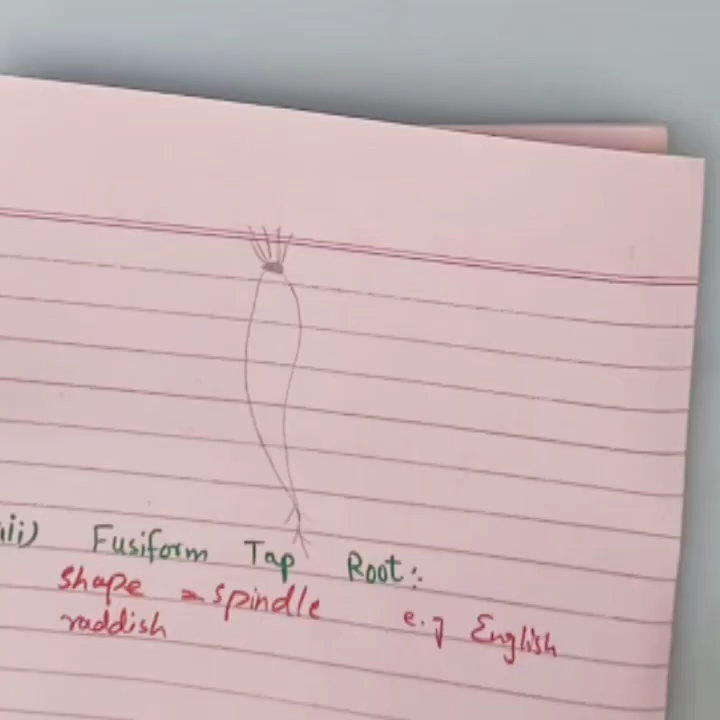 iii) Fusiform Tap Root:
shape = spindle e.g English
raddish